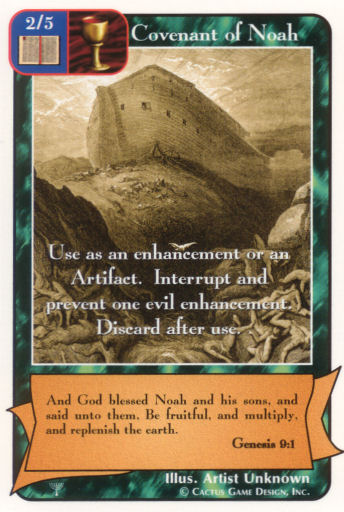 2/5
Covenant of Noah
Use as an enhancement or an
Artifact. Interrupt and
prevent one evil enhancement.
Discard after use.
And God blessed Noah and his sons, and
said unto them, Be fruitful, and multiply,
and replenish the earth.
Genesis 9:1
Illus. Artist Unknown
© Cactus Game Design, Inc.